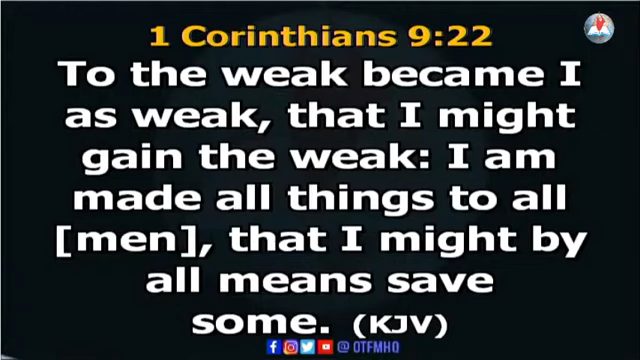 1 Corinthians 9:22
To the weak became I
as weak, that I might
gain the weak: I am
made all things to all
[men], that I might by
all means save
some. (KJV)
@ OTFMHQ